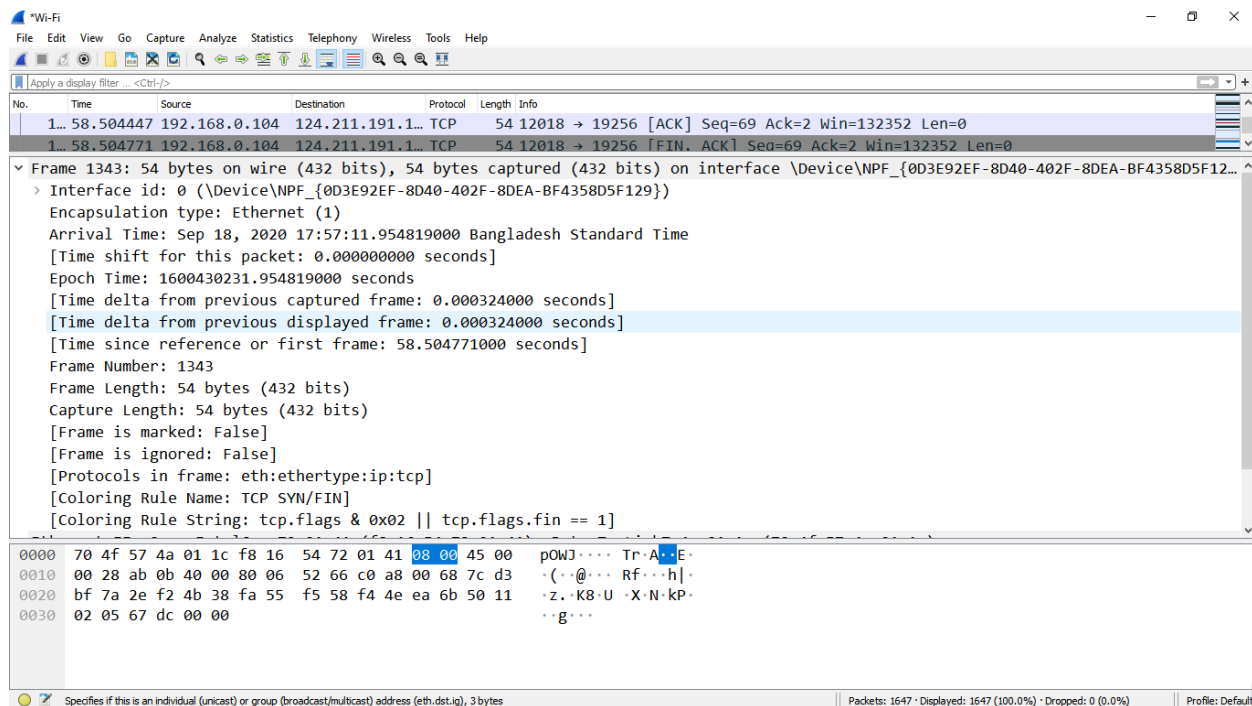 *Wi-Fi
File Edit View Go Capture Analyze Statistics Telephony Wireless Tools Help
Apply a display filter ... <Ctrl-/>
No. Time Source Destination Protocol Length Info
1… 58.504447 192.168.0.104 124.211.191.1… TCP 54 12018 → 19256 [ACK] Seq=69 Ack=2 Win=132352 Len=0
1… 58.504771 192.168.0.104 124.211.191.1… TCP 54 12018 → 19256 [FIN, ACK] Seq=69 Ack=2 Win=132352 Len=0
Frame 1343: 54 bytes on wire (432 bits), 54 bytes captured (432 bits) on interface \Device\NPF_{0D3E92EF-8D40-402F-8DEA-BF4358D5F12…
Interface id: 0 (\Device\NPF_{0D3E92EF-8D40-402F-8DEA-BF4358D5F129})
Encapsulation type: Ethernet (1)
Arrival Time: Sep 18, 2020 17:57:11.954819000 Bangladesh Standard Time
[Time shift for this packet: 0.000000000 seconds]
Epoch Time: 1600430231.954819000 seconds
[Time delta from previous captured frame: 0.000324000 seconds]
[Time delta from previous displayed frame: 0.000324000 seconds]
[Time since reference or first frame: 58.504771000 seconds]
Frame Number: 1343
Frame Length: 54 bytes (432 bits)
Capture Length: 54 bytes (432 bits)
[Frame is marked: False]
[Frame is ignored: False]
[Protocols in frame: eth:ethertype:ip:tcp]
[Coloring Rule Name: TCP SYN/FIN]
[Coloring Rule String: tcp.flags & 0x02 || tcp.flags.fin == 1]
0000 70 4f 57 4a 01 1c f8 16 54 72 01 41 08 00 45 00 pOWJ···· Tr·A··E·
0010 00 28 ab 0b 40 00 80 06 52 66 c0 a8 00 68 7c d3 ·(··@··· Rf···h|·
0020 bf 7a 2e f2 4b 38 fa 55 f5 58 f4 4e ea 6b 50 11 ·z.·K8·U ·X·N·kP·
0030 02 05 67 dc 00 00 ··g···
Specifies if this is an individual (unicast) or group (broadcast/multicast) address (eth.dst.ig), 3 bytes
Packets: 1647 · Displayed: 1647 (100.0%) · Dropped: 0 (0.0%)
Profile: Default